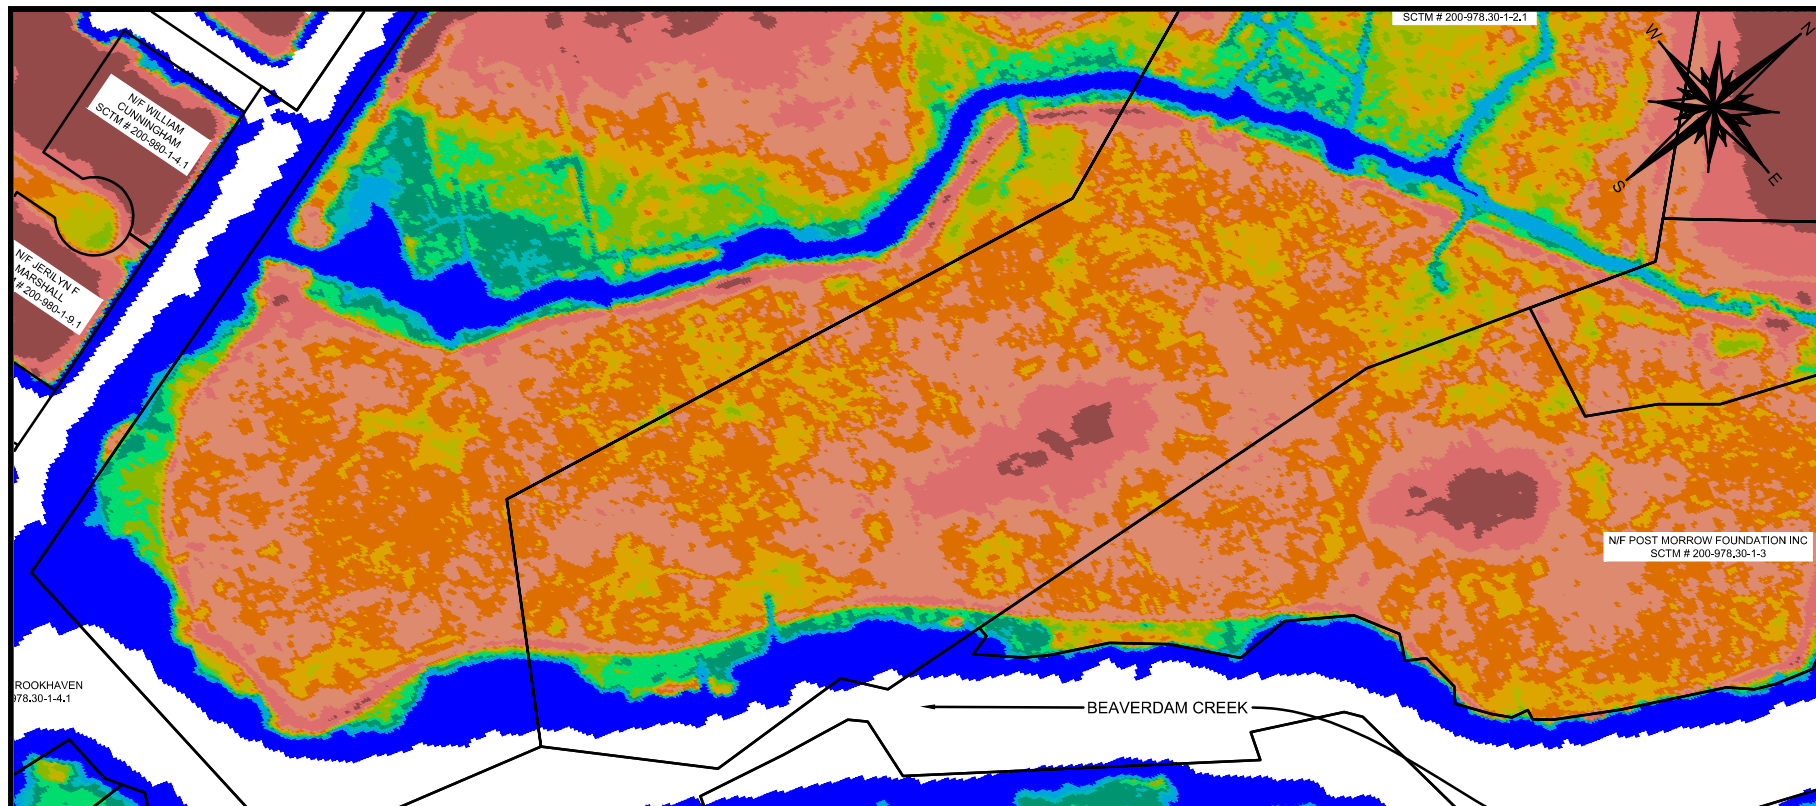 SCTM # 200-978.30-1-2.1
W
N
S
E
N/F WILLIAM
CUNNINGHAM
SCTM # 200-980-1-4.1
N/F JERILYN F
MARSHALL
# 200-980-1-9.1
N/F POST MORROW FOUNDATION INC
SCTM # 200-978.30-1-3
ROOKHAVEN
978.30-1-4.1
BEAVERDAM CREEK